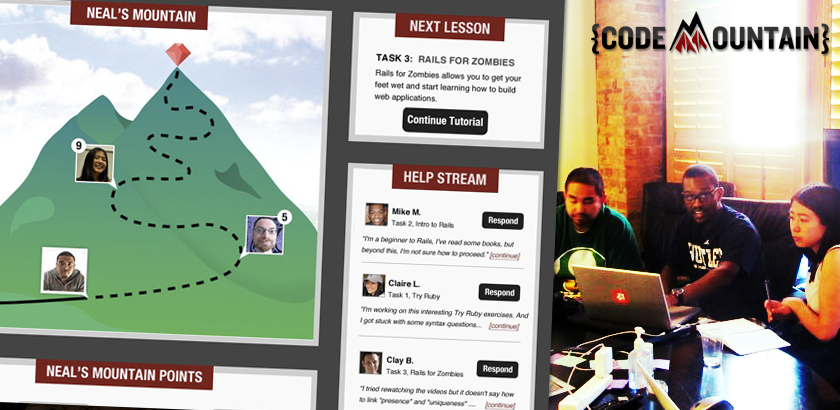 NEAL'S MOUNTAIN
9
5
NEAL'S MOUNTAIN POINTS
NEXT LESSON
TASK 3: RAILS FOR ZOMBIES
Rails for Zombies allows you to get your
feet wet and start learning how to build
web applications.
Continue Tutorial
HELP STREAM
Mike M.
Task 2, Intro to Rails
Respond
"I'm a beginner to Rails, I've read some books, but
beyond this, I'm not sure how to proceed." [continue]
Claire L.
Task 1, Try Ruby
Respond
"I'm working on this interesting Try Ruby exercises. And
I got stuck with some syntax questions... [continue]
Clay B.
Task 3, Rails for Zombies
Respond
"I tried rewatching the videos but it doesn't say how
to link "presence" and "uniqueness" .... [continue]
{CODE MOUNTAIN}